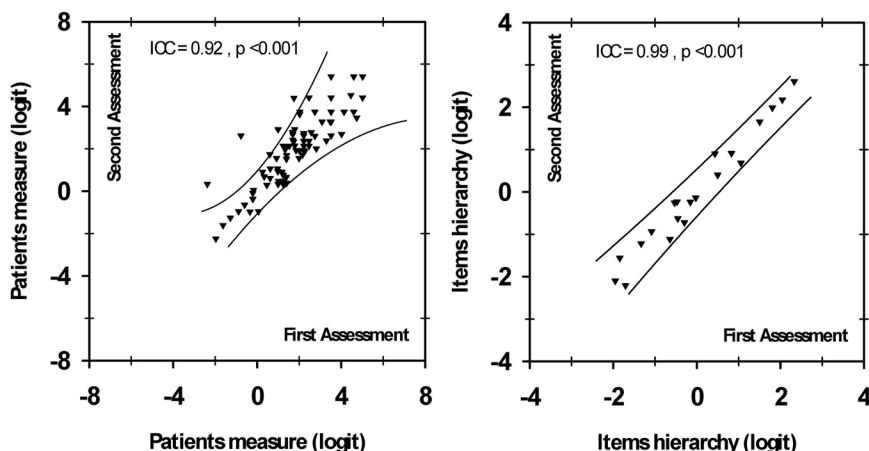 8
4
0
-4
-8
Patients measure (logit)
Second Assessment
ICC = 0.92 , p <0.001
First Assessment
-8
-4
0
4
8
Patients measure (logit)
4
2
0
-2
-4
Items hierarchy (logit)
Second Assessment
ICC = 0.99 , p <0.001
First Assessment
-4
-2
0
2
4
Items hierarchy (logit)